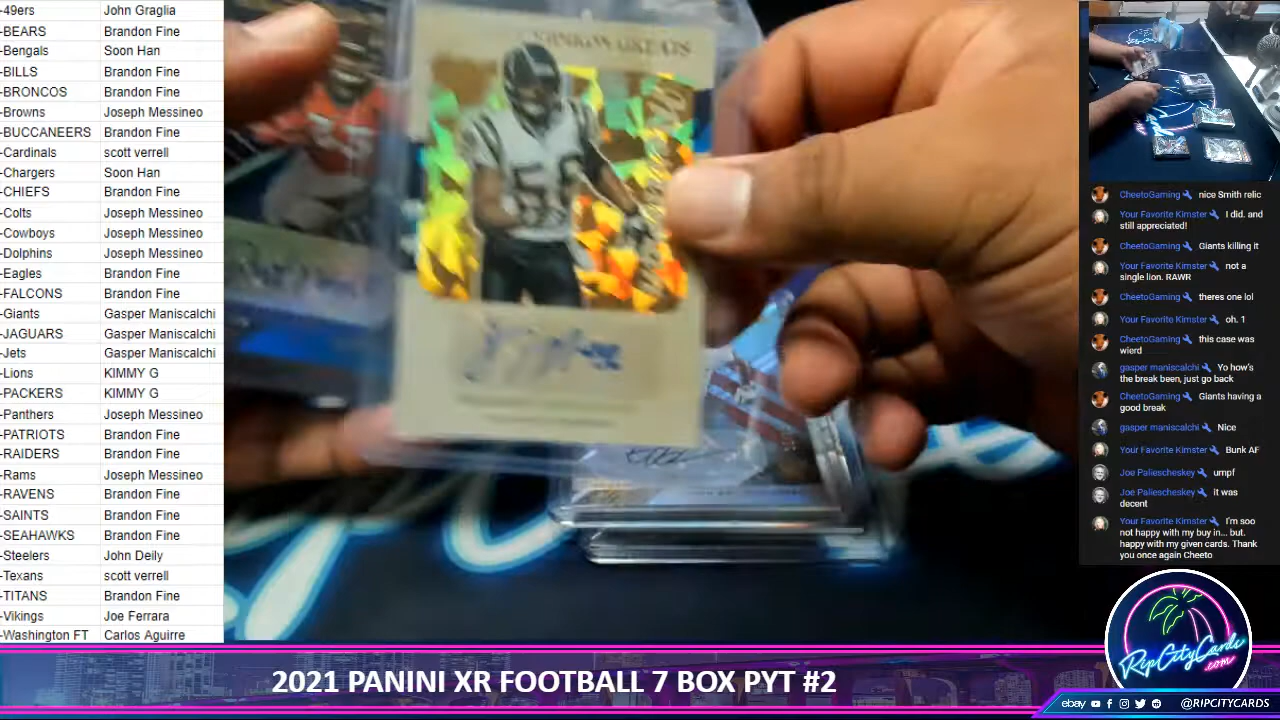 -49ers John Graglia
-BEARS Brandon Fine
-Bengals Soon Han
-BILLS Brandon Fine
-BRONCOS Brandon Fine
-Browns Joseph Messineo
-BUCCANEERS Brandon Fine
-Cardinals scott verrell
-Chargers Soon Han
-CHIEFS Brandon Fine
-Colts Joseph Messineo
-Cowboys Joseph Messineo
-Dolphins Joseph Messineo
-Eagles Brandon Fine
-FALCONS Brandon Fine
-Giants Gasper Maniscalchi
-JAGUARS Gasper Maniscalchi
-Jets Gasper Maniscalchi
-Lions KIMMY G
-PACKERS KIMMY G
-Panthers Joseph Messineo
-PATRIOTS Brandon Fine
-RAIDERS Brandon Fine
-Rams Joseph Messineo
-RAVENS Brandon Fine
-SAINTS Brandon Fine
-SEAHAWKS Brandon Fine
-Steelers John Deily
-Texans scott verrell
-TITANS Brandon Fine
-Vikings Joe Ferrara
-Washington FT Carlos Aguirre
GREATS
CheetoGaming nice Smith relic
Your Favorite Kimster I did. and
still appreciated!
CheetoGaming Giants killing it
Your Favorite Kimster not a
single lion. RAWR
CheetoGaming theres one lol
Your Favorite Kimster oh. 1
CheetoGaming this case was
wierd
gasper maniscalchi Yo how's
the break been, just go back
CheetoGaming Giants having a
good break
gasper maniscalchi Nice
Your Favorite Kimster Bunk AF
Joe Paliescheskey umpf
Joe Paliescheskey it was
decent
Your Favorite Kimster I'm soo
not happy with my buy in... but.
happy with my given cards. Thank
you once again Cheeto
RipCityCards
.com
2021 PANINI XR FOOTBALL 7 BOX PYT #2
ebay @RIPCITYCARDS